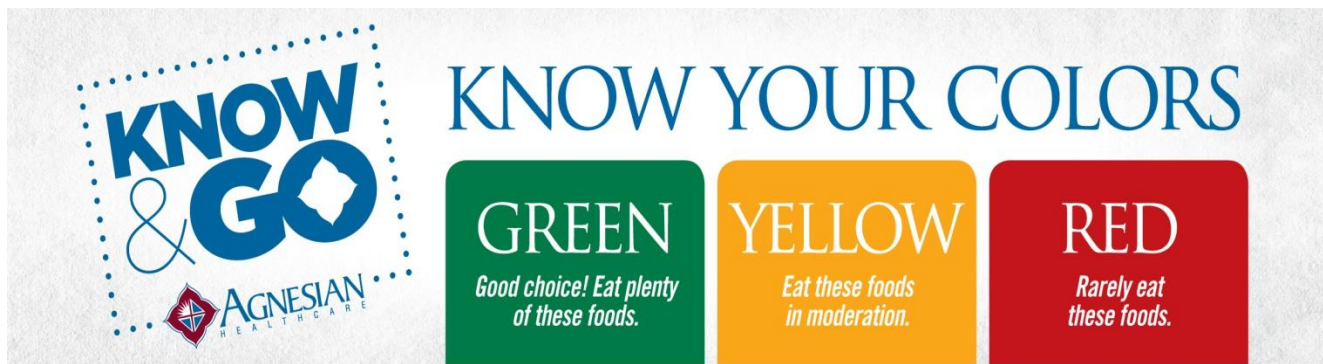 KNOW
& GO
AGNESIAN
HEALTHCARE
KNOW YOUR COLORS
GREEN
Good choice! Eat plenty
of these foods.
YELLOW
Eat these foods
in moderation.
RED
Rarely eat
these foods.